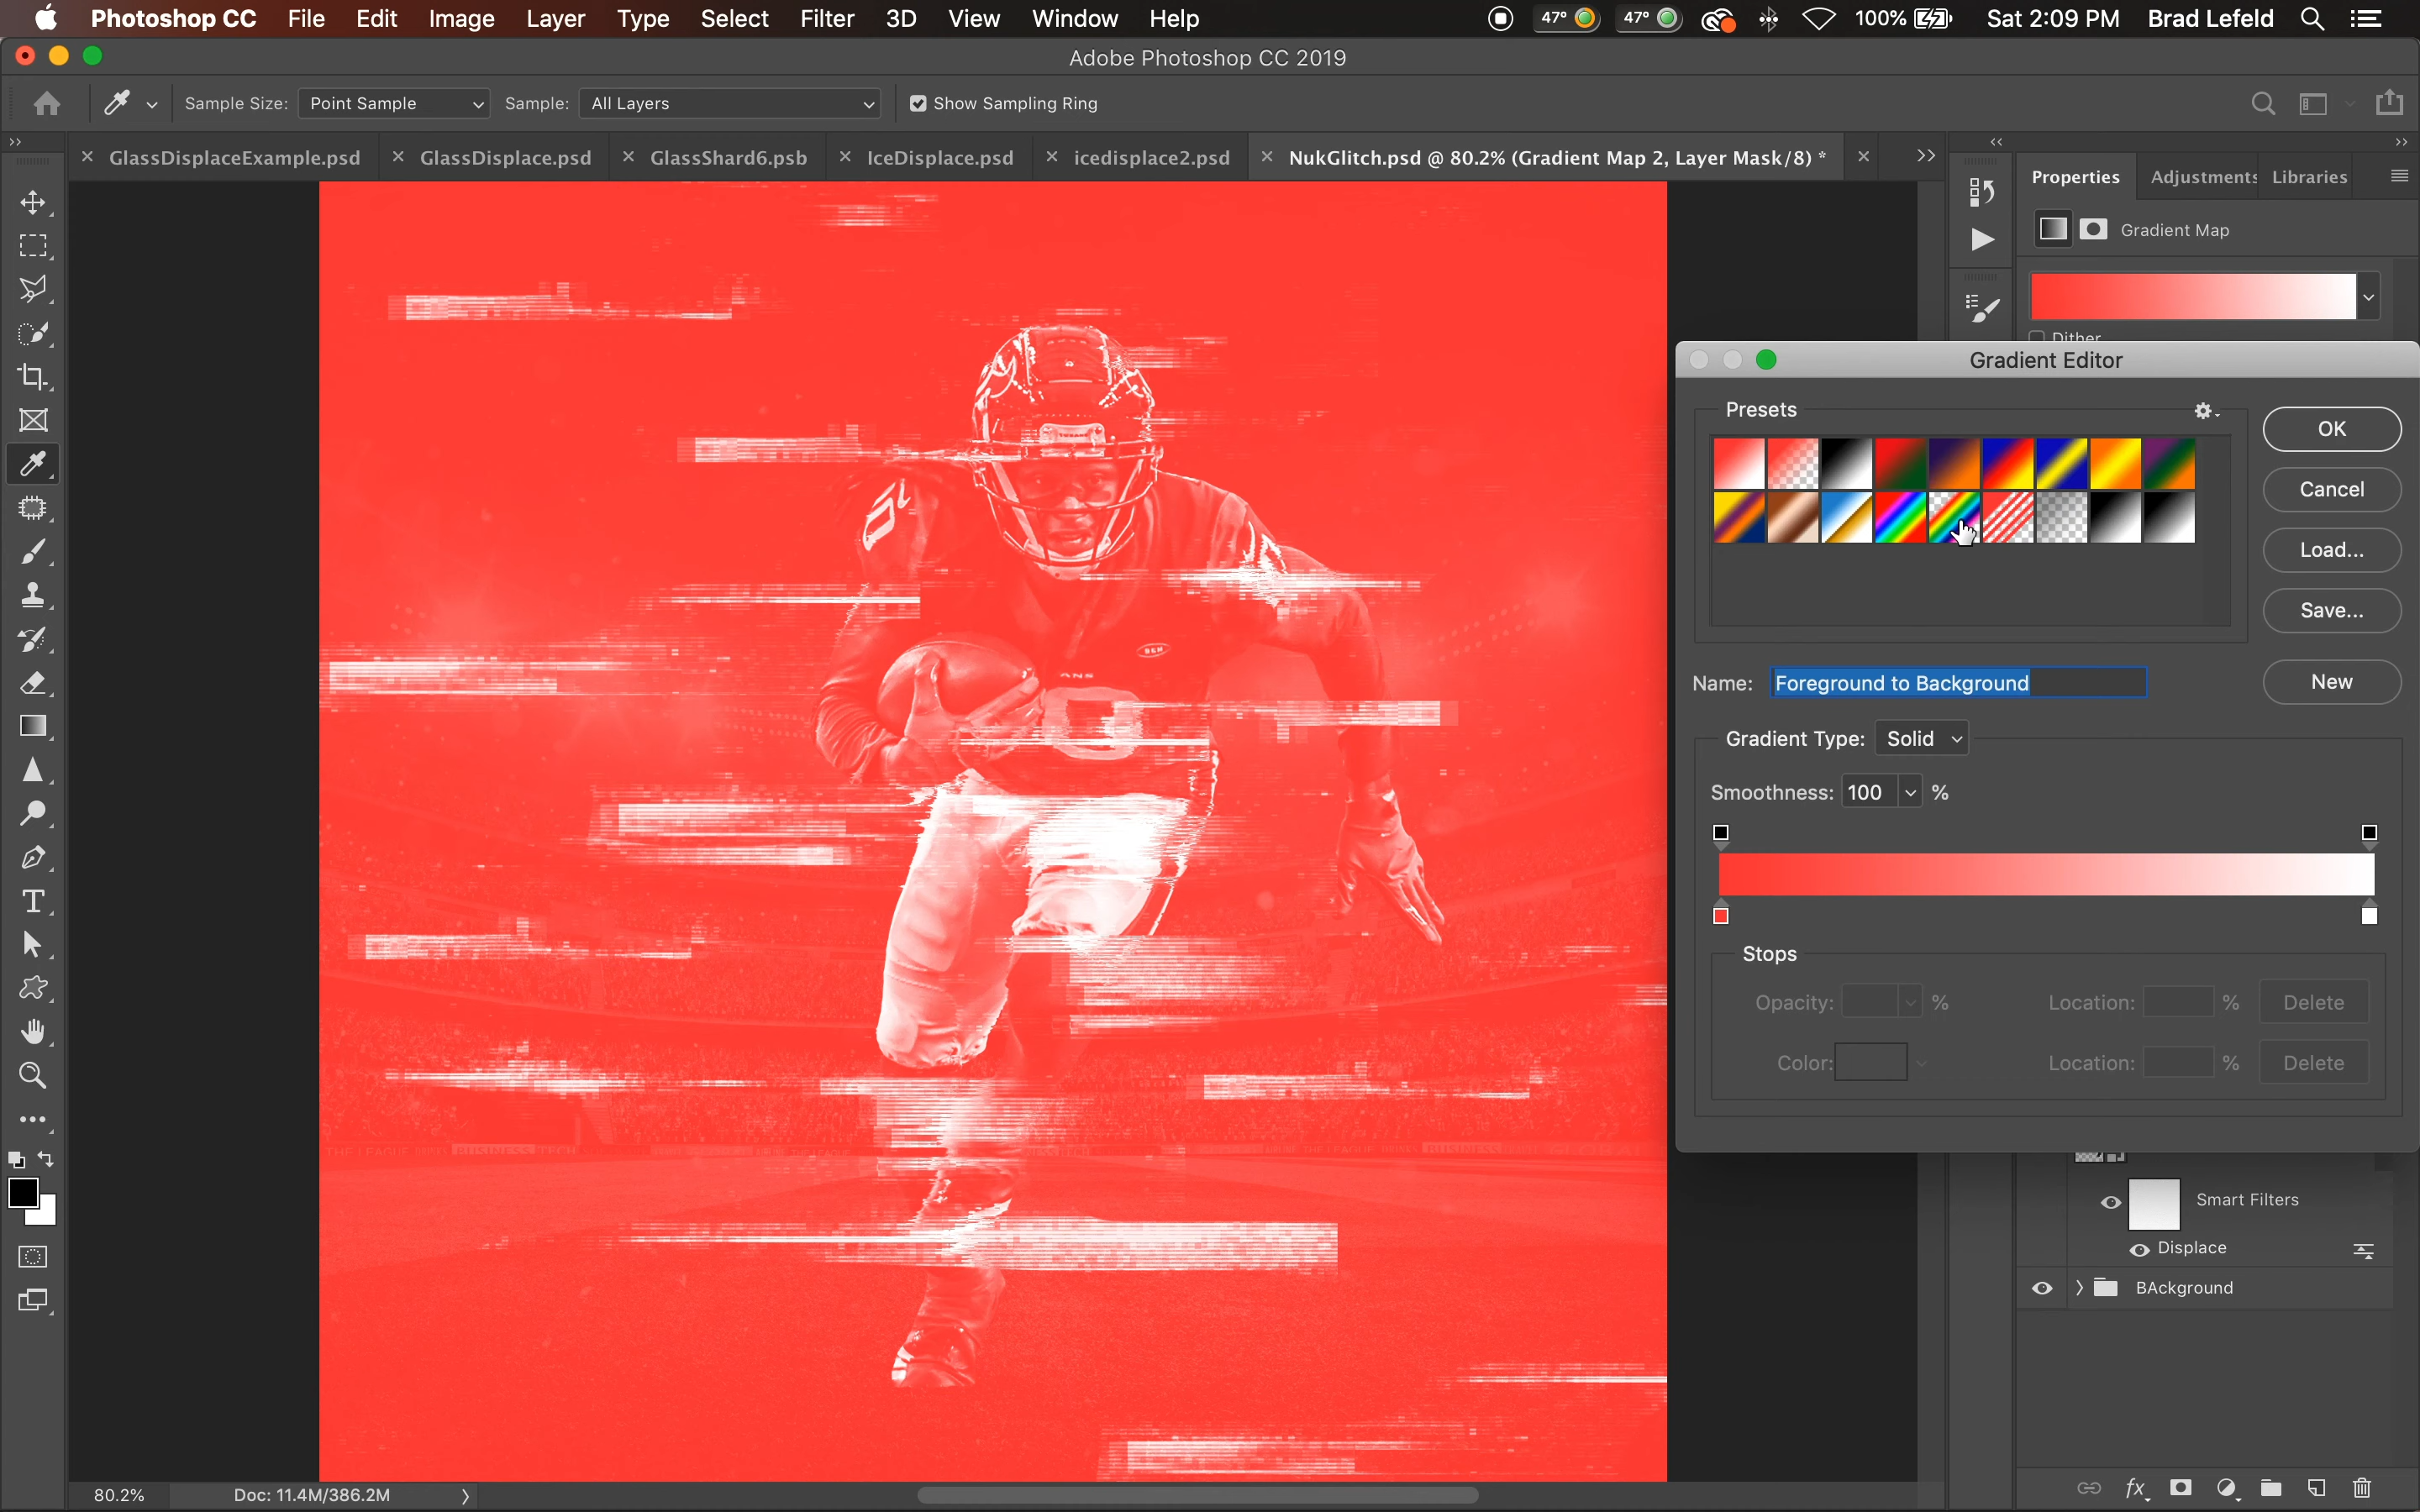 Photoshop CC File Edit Image Layer Type Select Filter 3D View Window Help 47° 47° 100% Sat 2:09 PM Brad Lefeld
Adobe Photoshop CC 2019
Sample Size: Point Sample Sample: All Layers Show Sampling Ring
GlassDisplaceExample.psd GlassDisplace.psd GlassShard6.psb IceDisplace.psd icedisplace2.psd NukGlitch.psd @ 80.2% (Gradient Map 2, Layer Mask/8) *
Properties Adjustments Libraries
Gradient Map
Dither
Gradient Editor
Presets
OK
Cancel
Load...
Save...
Name: Foreground to Background New
Gradient Type: Solid
Smoothness: 100 %
Stops
Opacity: % Location: % Delete
Color: Location: % Delete
Smart Filters
Displace
BAckground
80.2% Doc: 11.4M/386.2M
fx